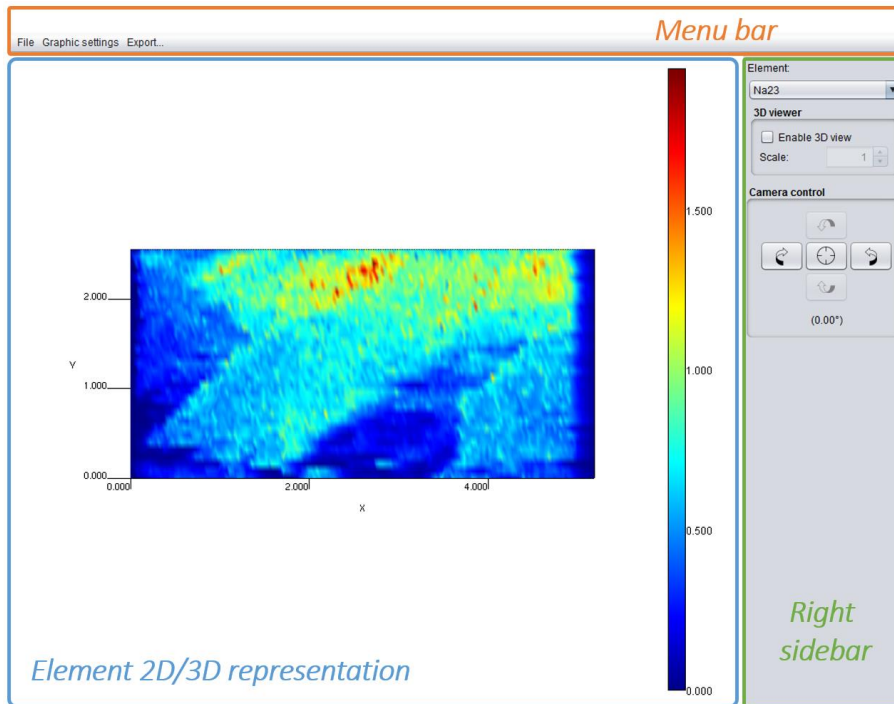 Menu bar
File Graphic settings Export...
Element:
Na23
3D viewer
Enable 3D view
Scale: 1
Camera control
(0.00°)
1.500
1.000
0.500
0.000
2.000
Y
1.000
0.000
0.000 2.000 4.000
X
Element 2D/3D representation
Right
sidebar